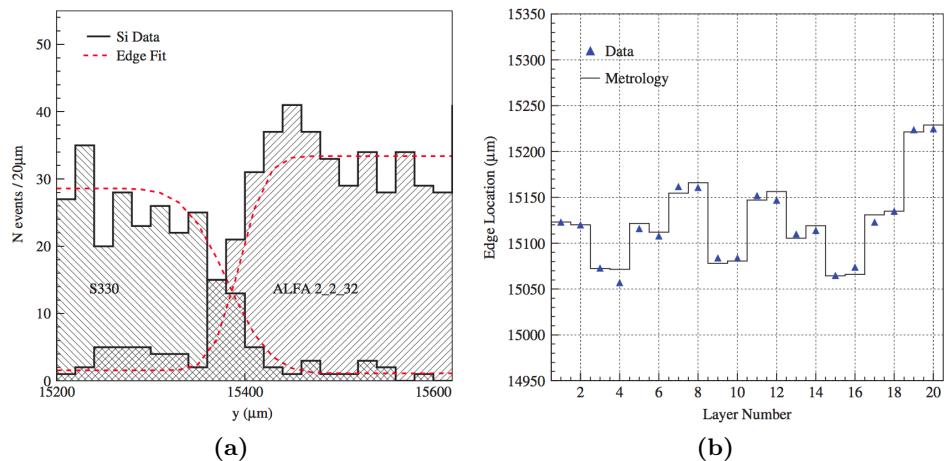 Si Data
Edge Fit
S330
ALFA 2_2_32
N events / 20μm
50
40
30
20
10
0
15200
15400
15600
y (μm)
(a)
Data
Metrology
Edge Location (μm)
15350
15300
15250
15200
15150
15100
15050
15000
14950
2
4
6
8
10
12
14
16
18
20
Layer Number
(b)